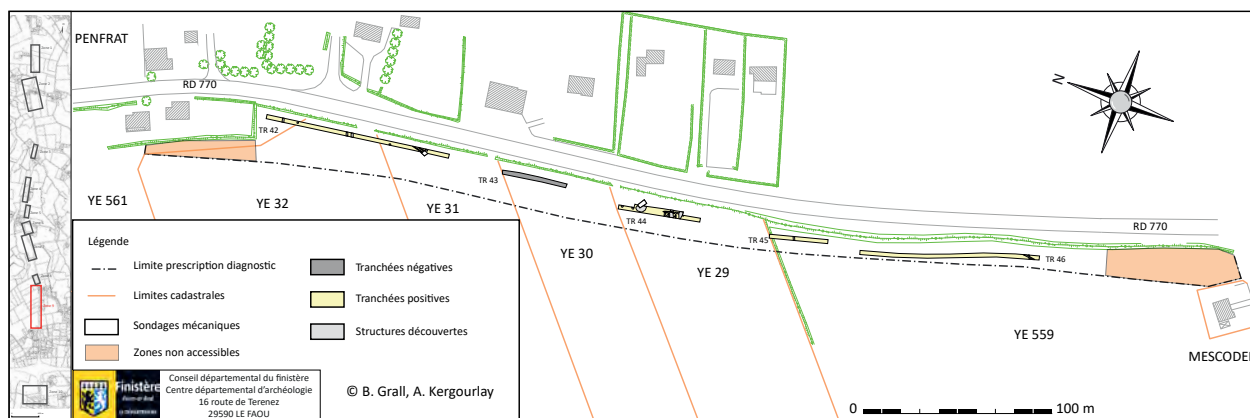 PENFRAT
RD 770
N
TR 42
TR 43
TR 44
TR 45
TR 46
RD 770
YE 561
YE 32
YE 31
YE 30
YE 29
YE 559
MESCODEN
Légende
Limite prescription diagnostic
Limites cadastrales
Sondages mécaniques
Zones non accessibles
Tranchées négatives
Tranchées positives
Structures découvertes
Finistère
Conseil départemental du finistère
Centre départemental d'archéologie
16 route de Terenez
29590 LE FAOU
© B. Grall, A. Kergourlay
0 100 m